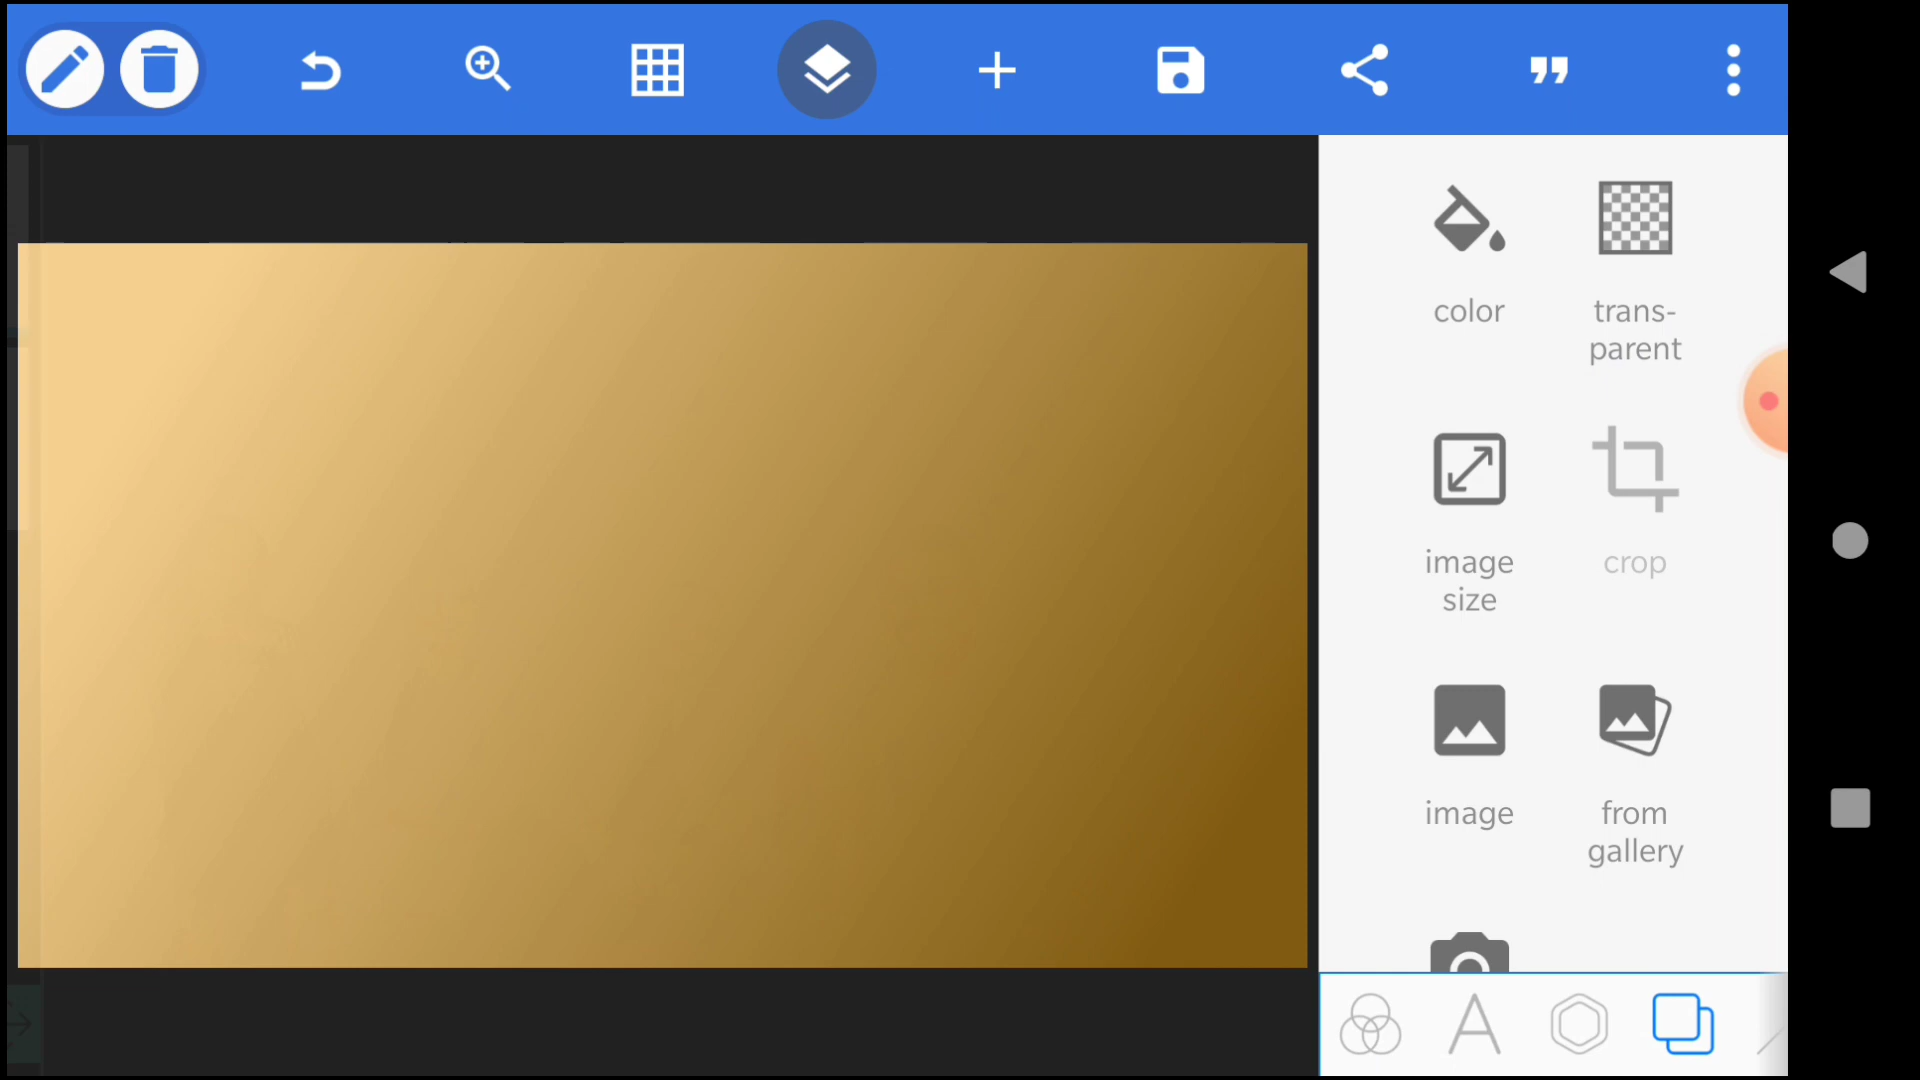 color
trans-
parent
image
size
crop
image
from
gallery